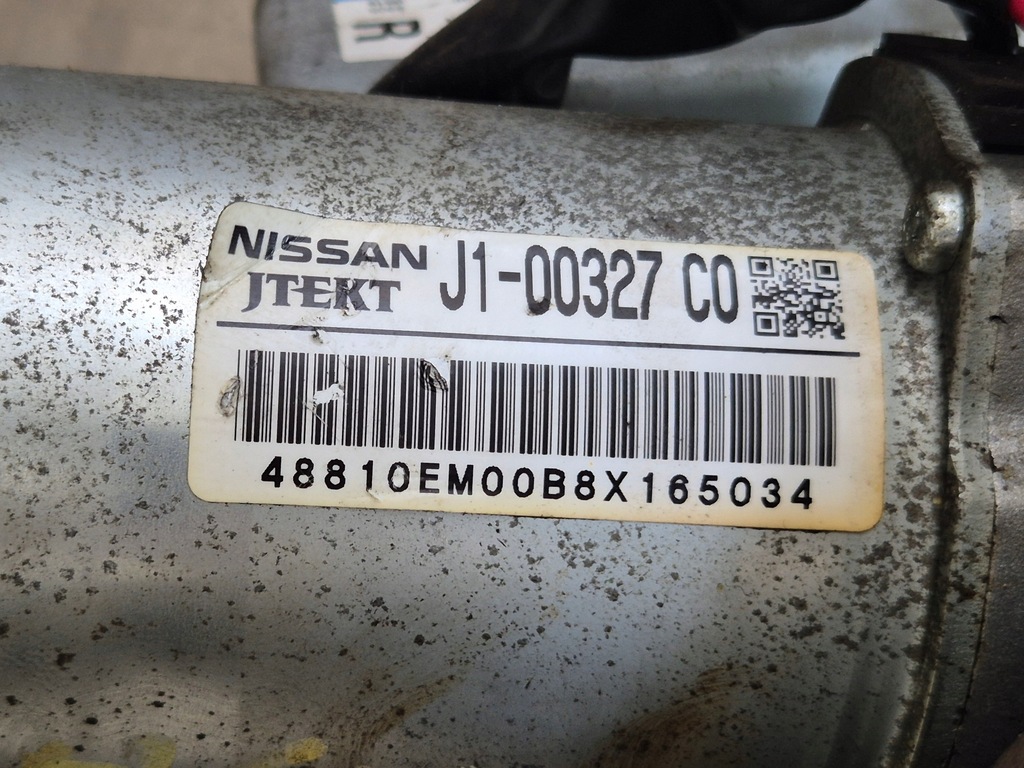 R
NISSAN
JTEKT
J1-00327 C0
48810EM00B8X165034